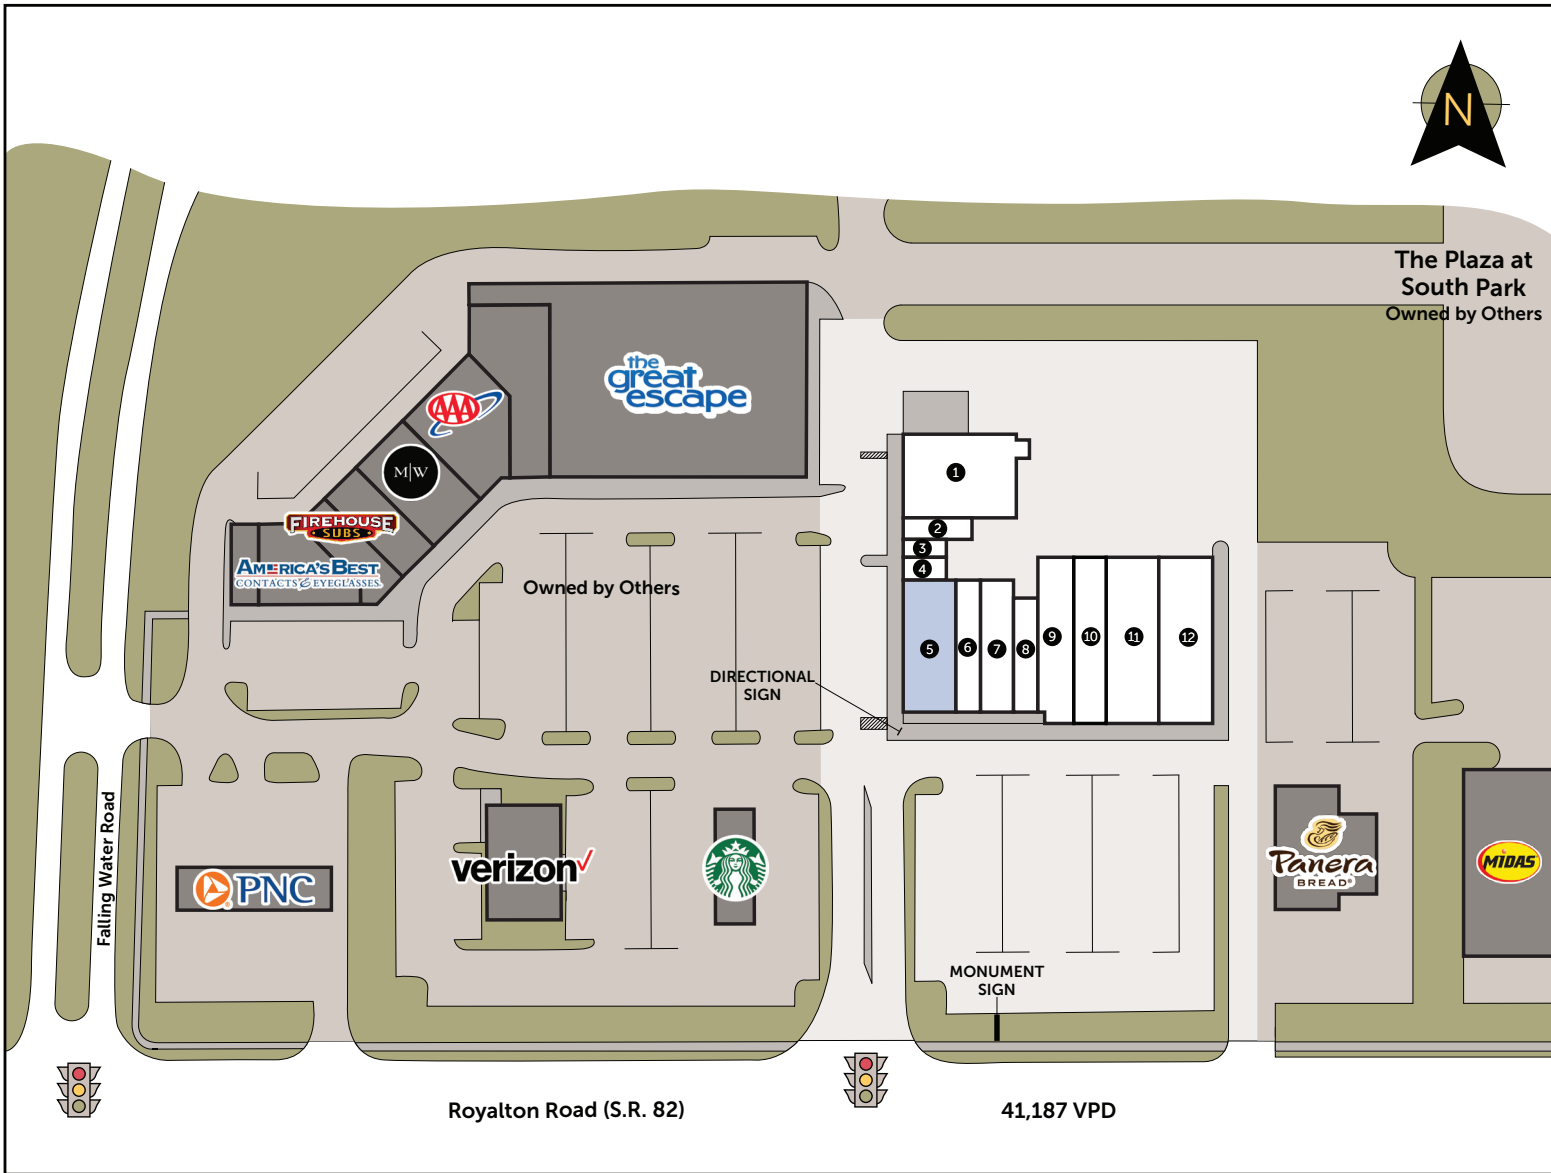 N
The Plaza at
South Park
Owned by Others
the
great
escape
AAA
M|W
FIREHOUSE
SUBS
AMERICA'S BEST
CONTACTS & EYEGLASSES
Owned by Others
1
2
3
4
5
6
7
8
9
10
11
12
DIRECTIONAL
SIGN
Falling Water Road
PNC
verizon
Panera
BREAD®
MIDAS
MONUMENT
SIGN
Royalton Road (S.R. 82)
41,187 VPD